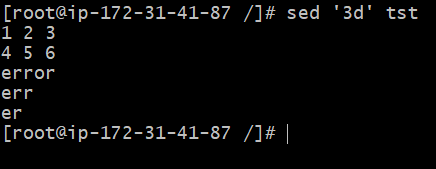 [root@ip-172-31-41-87 /]# sed '3d' tst
1 2 3
4 5 6
error
err
er
[root@ip-172-31-41-87 /]#